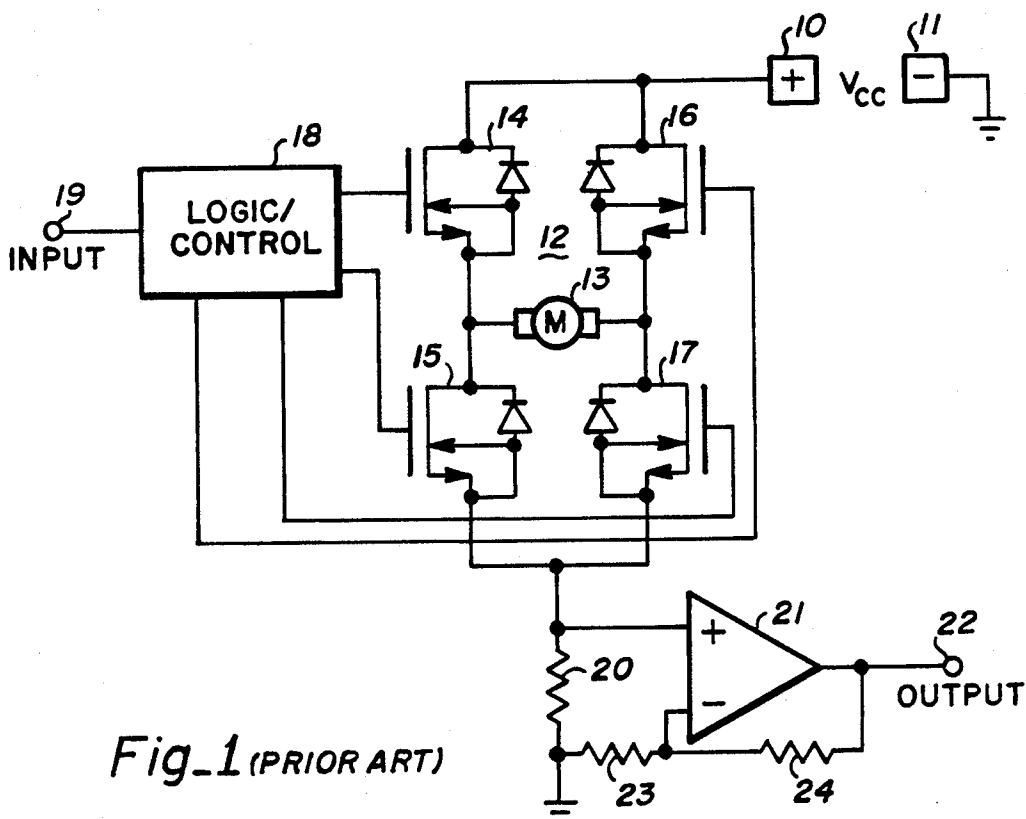 10
11
+
VCC
−
14
16
18
19
LOGIC/
CONTROL
INPUT
12
13
M
15
17
21
+
22
20
−
OUTPUT
Fig_1 (PRIOR ART)
23
24